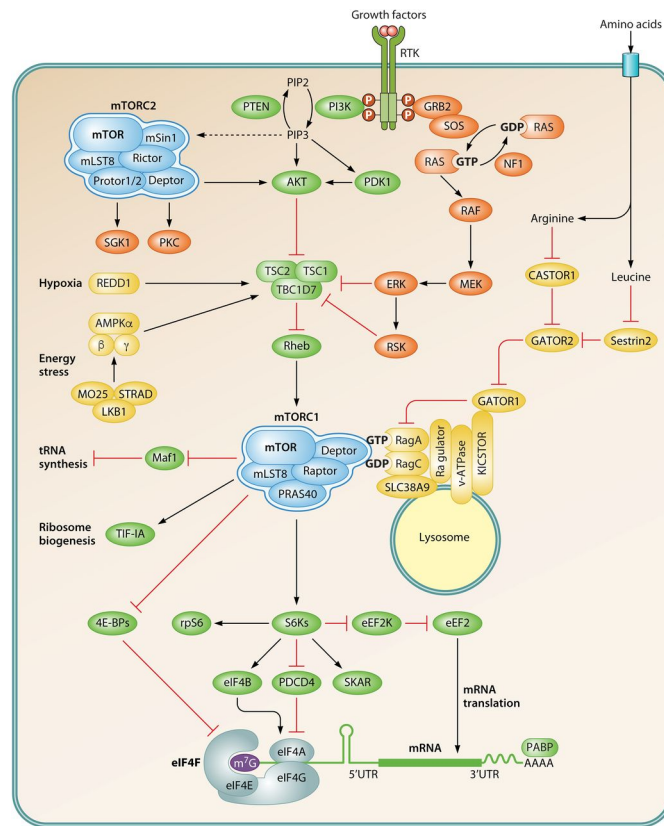 Growth factors
Amino acids
RTK
PIP2
PTEN
PI3K
P P
P P
GRB2
SOS
GDP RAS
mTORC2
mTOR
mSin1
mLST8
Rictor
Protor1/2
Deptor
PIP3
RAS GTP
NF1
AKT
PDK1
RAF
Arginine
SGK1
PKC
TSC2
TSC1
TBC1D7
ERK
MEK
CASTOR1
Leucine
Hypoxia
REDD1
AMPKα
β γ
Energy
stress
Rheb
RSK
GATOR2
Sestrin2
MO25 STRAD
LKB1
GATOR1
mTORC1
mTOR
Deptor
mLST8
Raptor
PRAS40
GTP RagA
GDP RagC
SLC38A9
Ra gulator
v-ATPase
KICSTOR
tRNA
synthesis
Maf1
Ribosome
biogenesis
TIF-IA
Lysosome
4E-BPs
rpS6
S6Ks
eEF2K
eEF2
eIF4B
PDCD4
SKAR
mRNA
translation
eIF4F
m7G
eIF4A
eIF4E
eIF4G
5′UTR
mRNA
3′UTR
PABP
AAAA